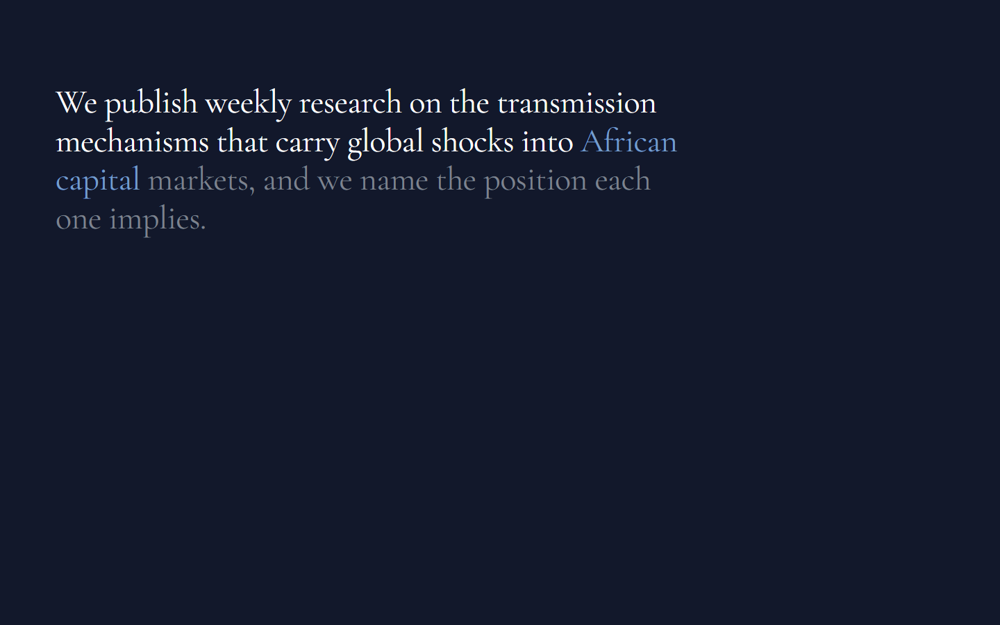 We publish weekly research on the transmission
mechanisms that carry global shocks into African
capital markets, and we name the position each
one implies.